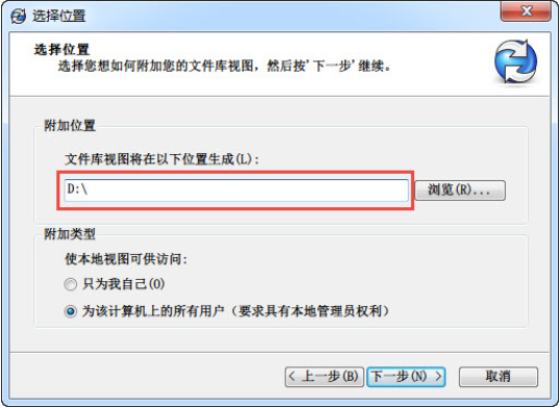 选择位置
选择位置
选择您想如何附加您的文件库视图，然后按'下一步'继续。
附加位置
文件库视图将在以下位置生成(L)：
D:\
浏览(R)...
附加类型
使本地视图可供访问：
只为我自己(O)
为该计算机上的所有用户（要求具有本地管理员权利）
< 上一步(B) 下一步(N) > 取消